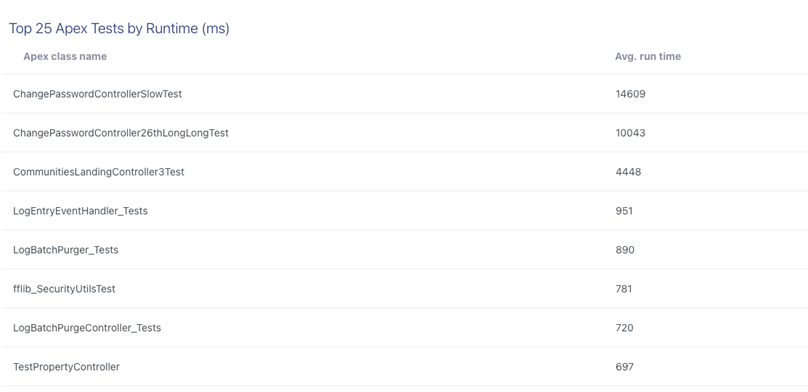 Top 25 Apex Tests by Runtime (ms)
Apex class name Avg. run time
ChangePasswordControllerSlowTest 14609
ChangePasswordController26thLongLongTest 10043
CommunitiesLandingController3Test 4448
LogEntryEventHandler_Tests 951
LogBatchPurger_Tests 890
fflib_SecurityUtilsTest 781
LogBatchPurgeController_Tests 720
TestPropertyController 697